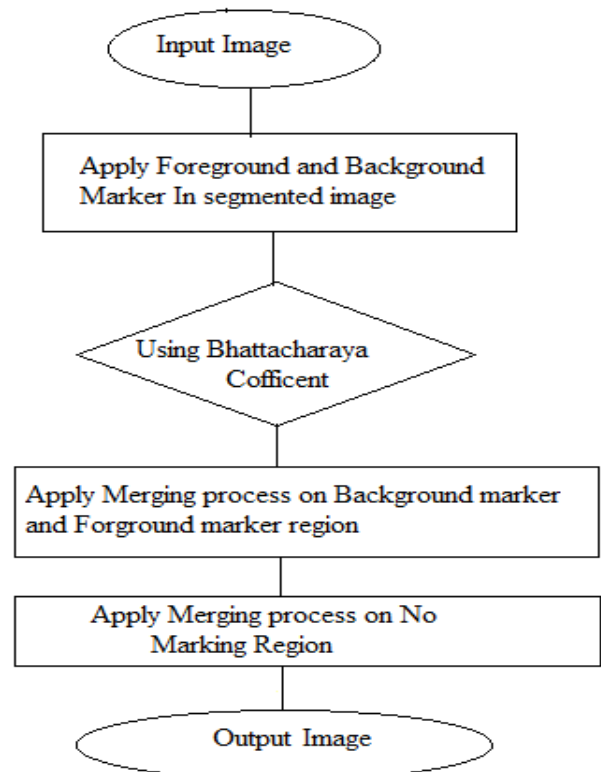 Input Image
Apply Foreground and Background
Marker In segmented image
Using Bhattacharaya
Cofficent
Apply Merging process on Background marker
and Forground marker region
Apply Merging process on No
Marking Region
Output Image